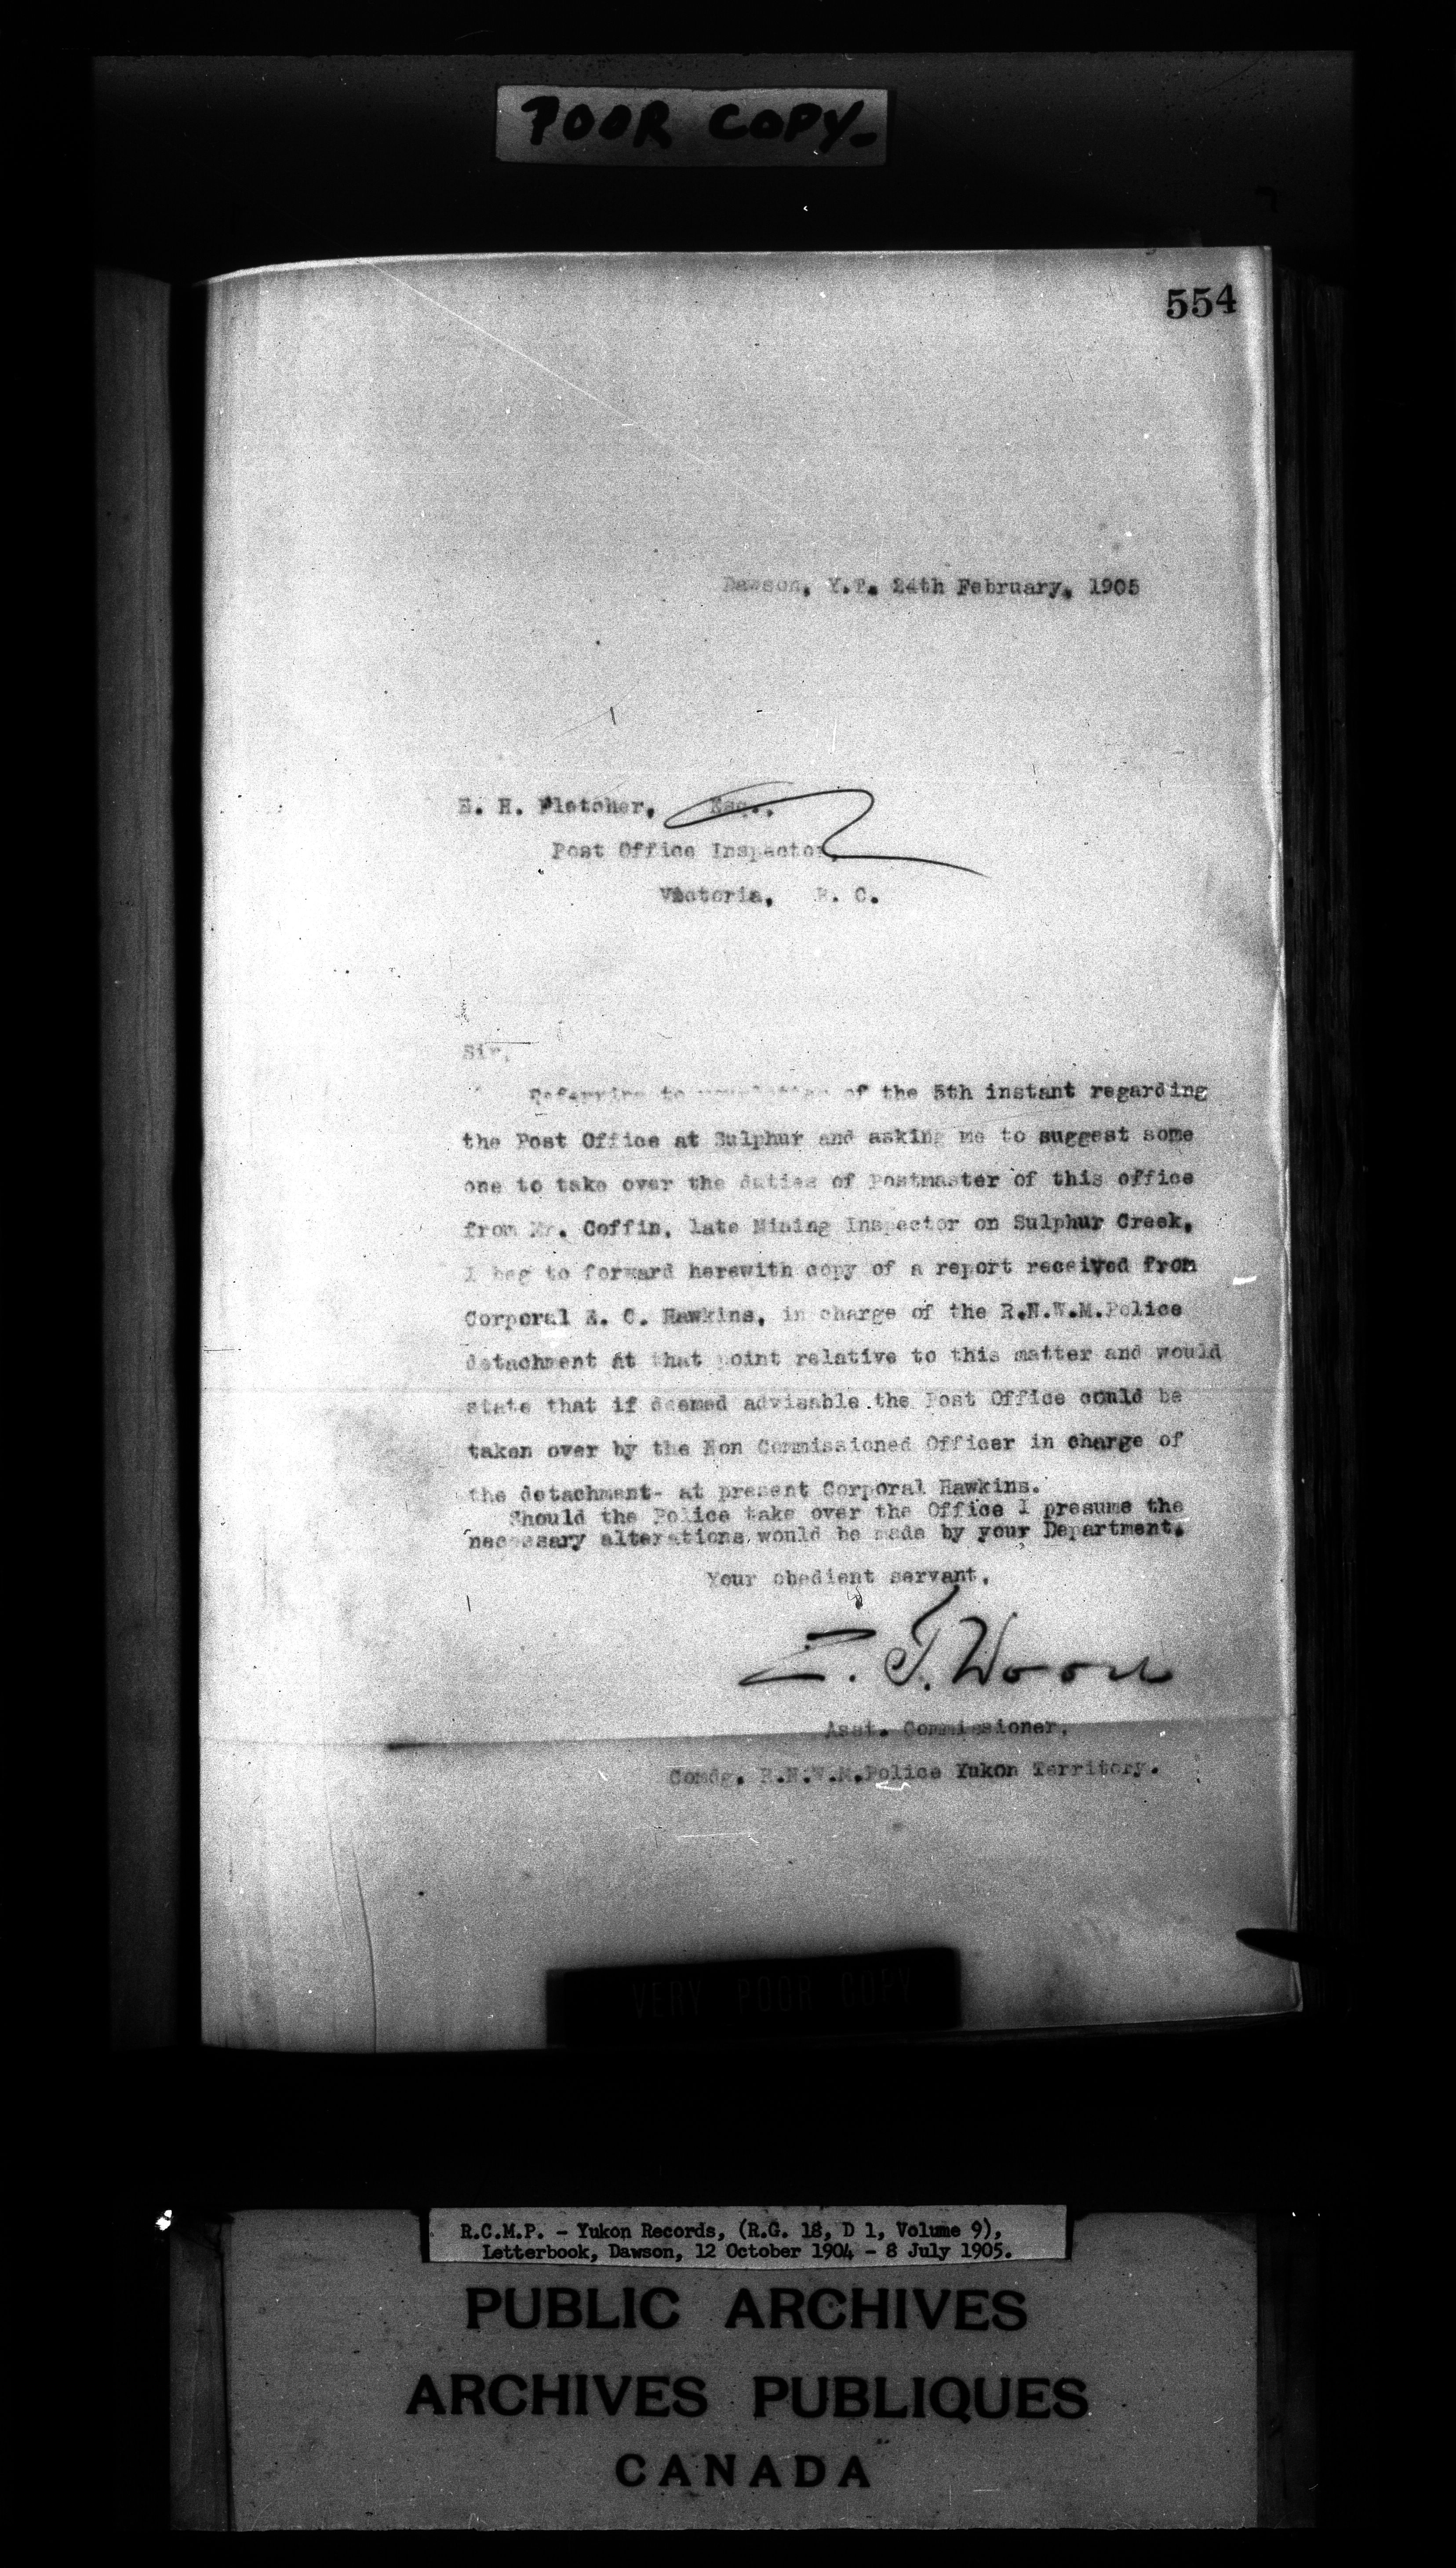 POOR COPY-
554
Dawson, Y.T. 24th February, 1905
E. H. Fletcher, Esq.,
Post Office Inspector,
Victoria, B. C.
Sir,
Referring to your letter of the 5th instant regarding
the Post Office at Sulphur and asking me to suggest some
one to take over the duties of Postmaster of this office
from Mr. Coffin, late Mining Inspector on Sulphur Creek,
I beg to forward herewith copy of a report received from
Corporal E. C. Hawkins, in charge of the R.N.W.M.Police
detachment at that point relative to this matter and would
state that if deemed advisable the Post Office could be
taken over by the Non Commissioned Officer in charge of
the detachment- at present Corporal Hawkins.
Should the Police take over the Office I presume the
necessary alterations would be made by your Department.
Your obedient servant,
Z. T. Wood
Asst. Commissioner,
Comdg. R.N.W.M.Police Yukon Territory.
VERY POOR COPY
R.C.M.P. - Yukon Records, (R.G. 18, D 1, Volume 9),
Letterbook, Dawson, 12 October 1904 - 8 July 1905.
PUBLIC ARCHIVES
ARCHIVES PUBLIQUES
CANADA